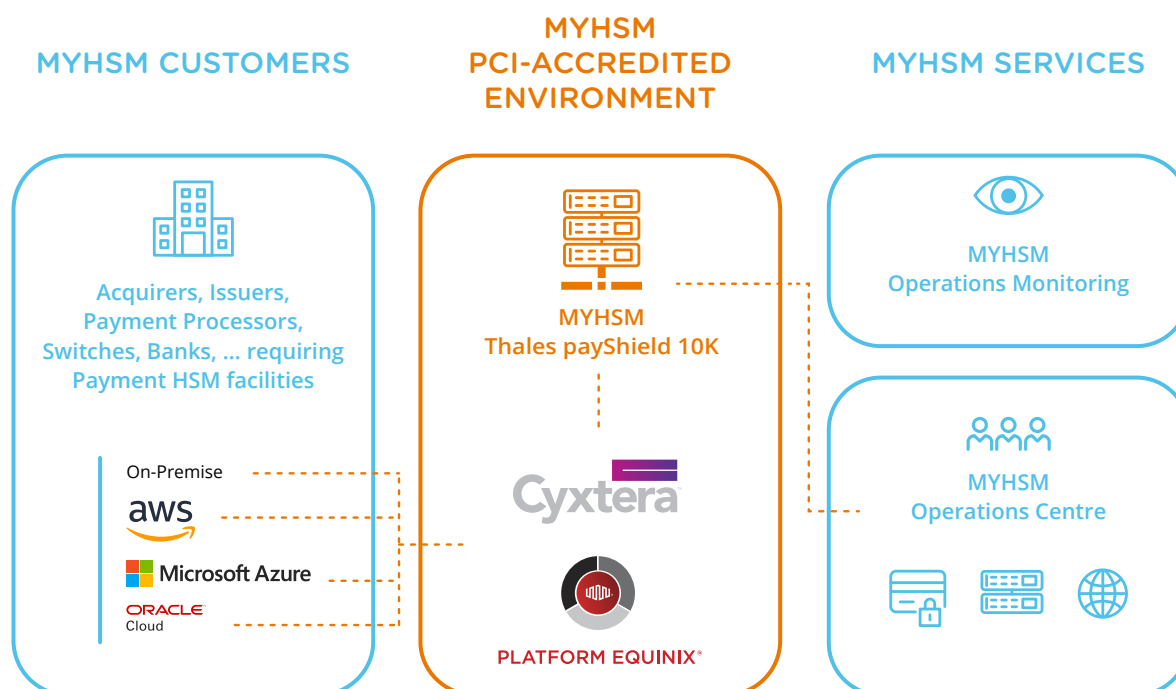 MYHSM CUSTOMERS
Acquirers, Issuers,
Payment Processors,
Switches, Banks, ... requiring
Payment HSM facilities
On-Premise
aws
Microsoft Azure
ORACLE
Cloud
MYHSM
PCI-ACCREDITED
ENVIRONMENT
MYHSM
Thales payShield 10K
Cyxtera
PLATFORM EQUINIX®
MYHSM SERVICES
MYHSM
Operations Monitoring
MYHSM
Operations Centre